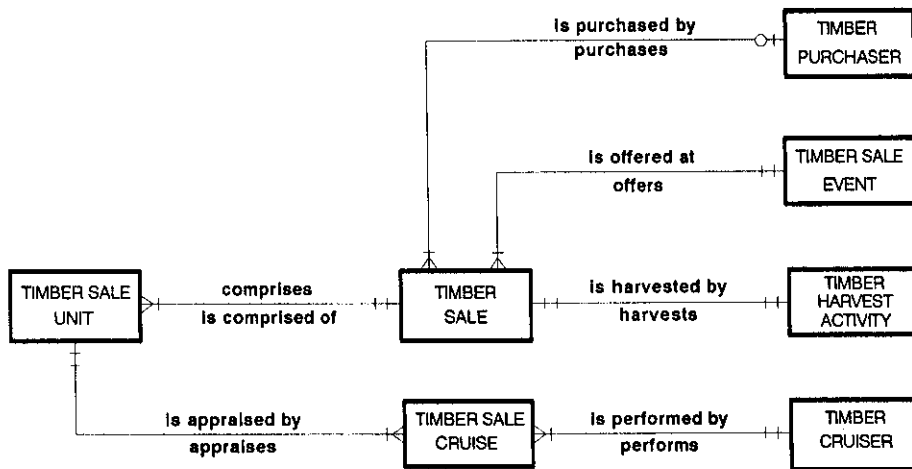 is purchased by
purchases
TIMBER
PURCHASER
is offered at
offers
TIMBER SALE
EVENT
TIMBER SALE
UNIT
comprises
is comprised of
TIMBER
SALE
is harvested by
harvests
TIMBER
HARVEST
ACTIVITY
is appraised by
appraises
TIMBER SALE
CRUISE
is performed by
performs
TIMBER
CRUISER